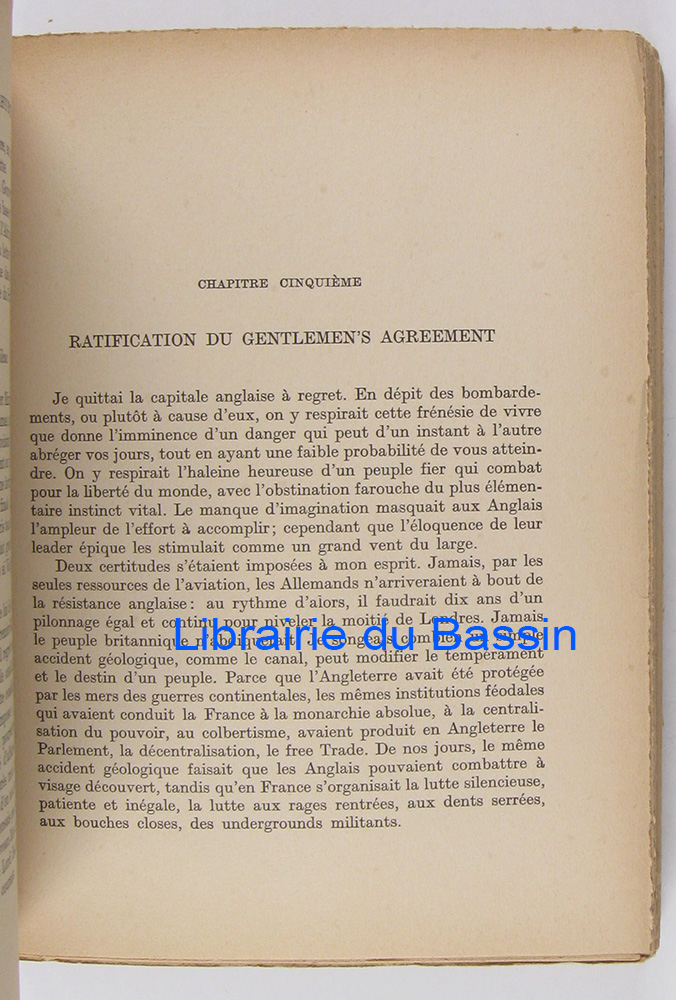 CHAPITRE CINQUIÈME
RATIFICATION DU GENTLEMEN'S AGREEMENT
Je quittai la capitale anglaise à regret. En dépit des bombarde-
ments, ou plutôt à cause d'eux, on y respirait cette frénésie de vivre
que donne l'imminence d'un danger qui peut d'un instant à l'autre
abréger vos jours, tout en ayant une faible probabilité de vous attein-
dre. On y respirait l'haleine heureuse d'un peuple fier qui combat
pour la liberté du monde, avec l'obstination farouche du plus élémen-
taire instinct vital. Le manque d'imagination masquait aux Anglais
l'ampleur de l'effort à accomplir; cependant que l'éloquence de leur
leader épique les stimulait comme un grand vent du large.
Deux certitudes s'étaient imposées à mon esprit. Jamais, par les
seules ressources de l'aviation, les Allemands n'arriveraient à bout de
la résistance anglaise: au rythme d'alors, il faudrait dix ans d'un
pilonnage égal et continu pour niveler la moitié de Londres. Jamais
le peuple britannique n'abdiquerait. Je songeais combien un simple
Librairie du Bassin
accident géologique, comme le canal, peut modifier le tempérament
et le destin d'un peuple. Parce que l'Angleterre avait été protégée
par les mers des guerres continentales, les mêmes institutions féodales
qui avaient conduit la France à la monarchie absolue, à la centrali-
sation du pouvoir, au colbertisme, avaient produit en Angleterre le
Parlement, la décentralisation, le free Trade. De nos jours, le même
accident géologique faisait que les Anglais pouvaient combattre à
visage découvert, tandis qu'en France s'organisait la lutte silencieuse,
patiente et inégale, la lutte aux rages rentrées, aux dents serrées,
aux bouches closes, des undergrounds militants.